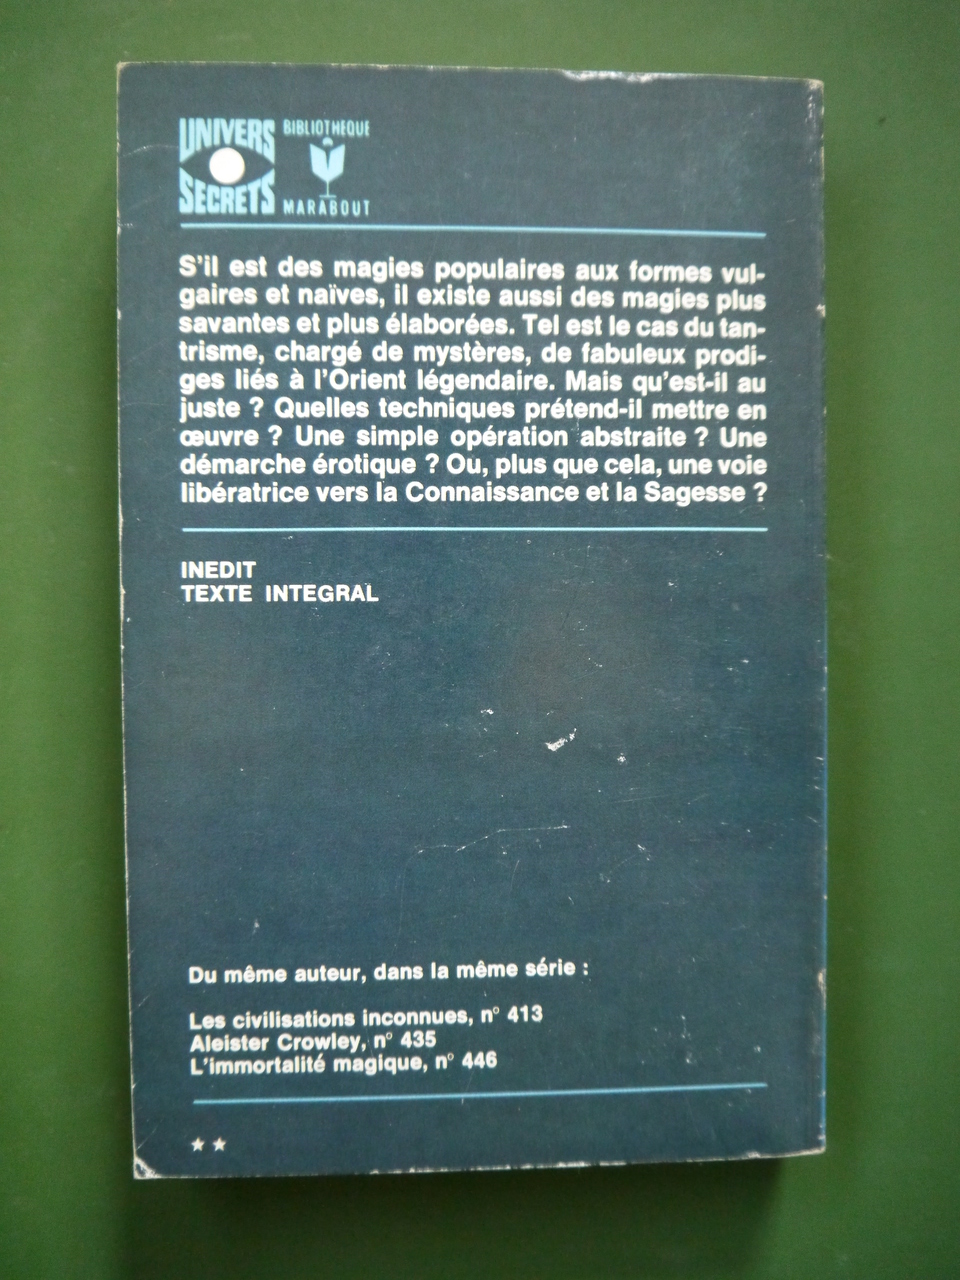 UNIVERS
SECRETS
BIBLIOTHEQUE
MARABOUT
S'il est des magies populaires aux formes vul-
gaires et naïves, il existe aussi des magies plus
savantes et plus élaborées. Tel est le cas du tan-
trisme, chargé de mystères, de fabuleux prodi-
ges liés à l'Orient légendaire. Mais qu'est-il au
juste ? Quelles techniques prétend-il mettre en
œuvre ? Une simple opération abstraite ? Une
démarche érotique ? Ou, plus que cela, une voie
libératrice vers la Connaissance et la Sagesse ?
INEDIT
TEXTE INTEGRAL
Du même auteur, dans la même série :
Les civilisations inconnues, n° 413
Aleister Crowley, n° 435
L'immortalité magique, n° 446